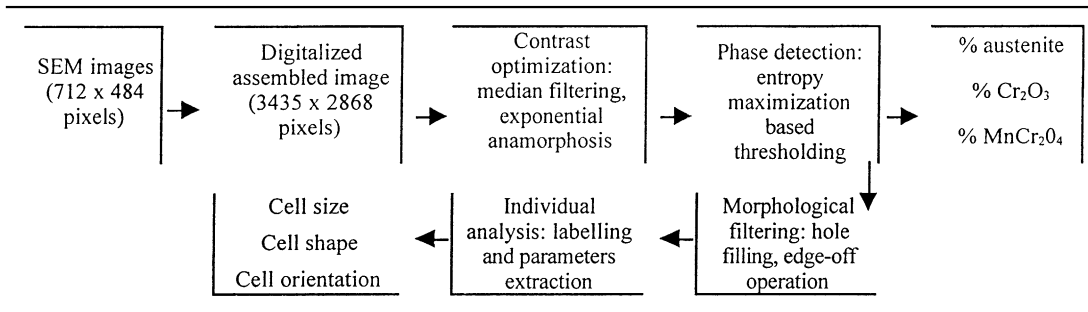 SEM images
(712 x 484
pixels)
Digitalized
assembled image
(3435 x 2868
pixels)
Contrast
optimization:
median filtering,
exponential
anamorphosis
Phase detection:
entropy
maximization
based
thresholding
% austenite
% Cr₂O₃
% MnCr₂0₄
Morphological
filtering: hole
filling, edge-off
operation
Individual
analysis: labelling
and parameters
extraction
Cell size
Cell shape
Cell orientation